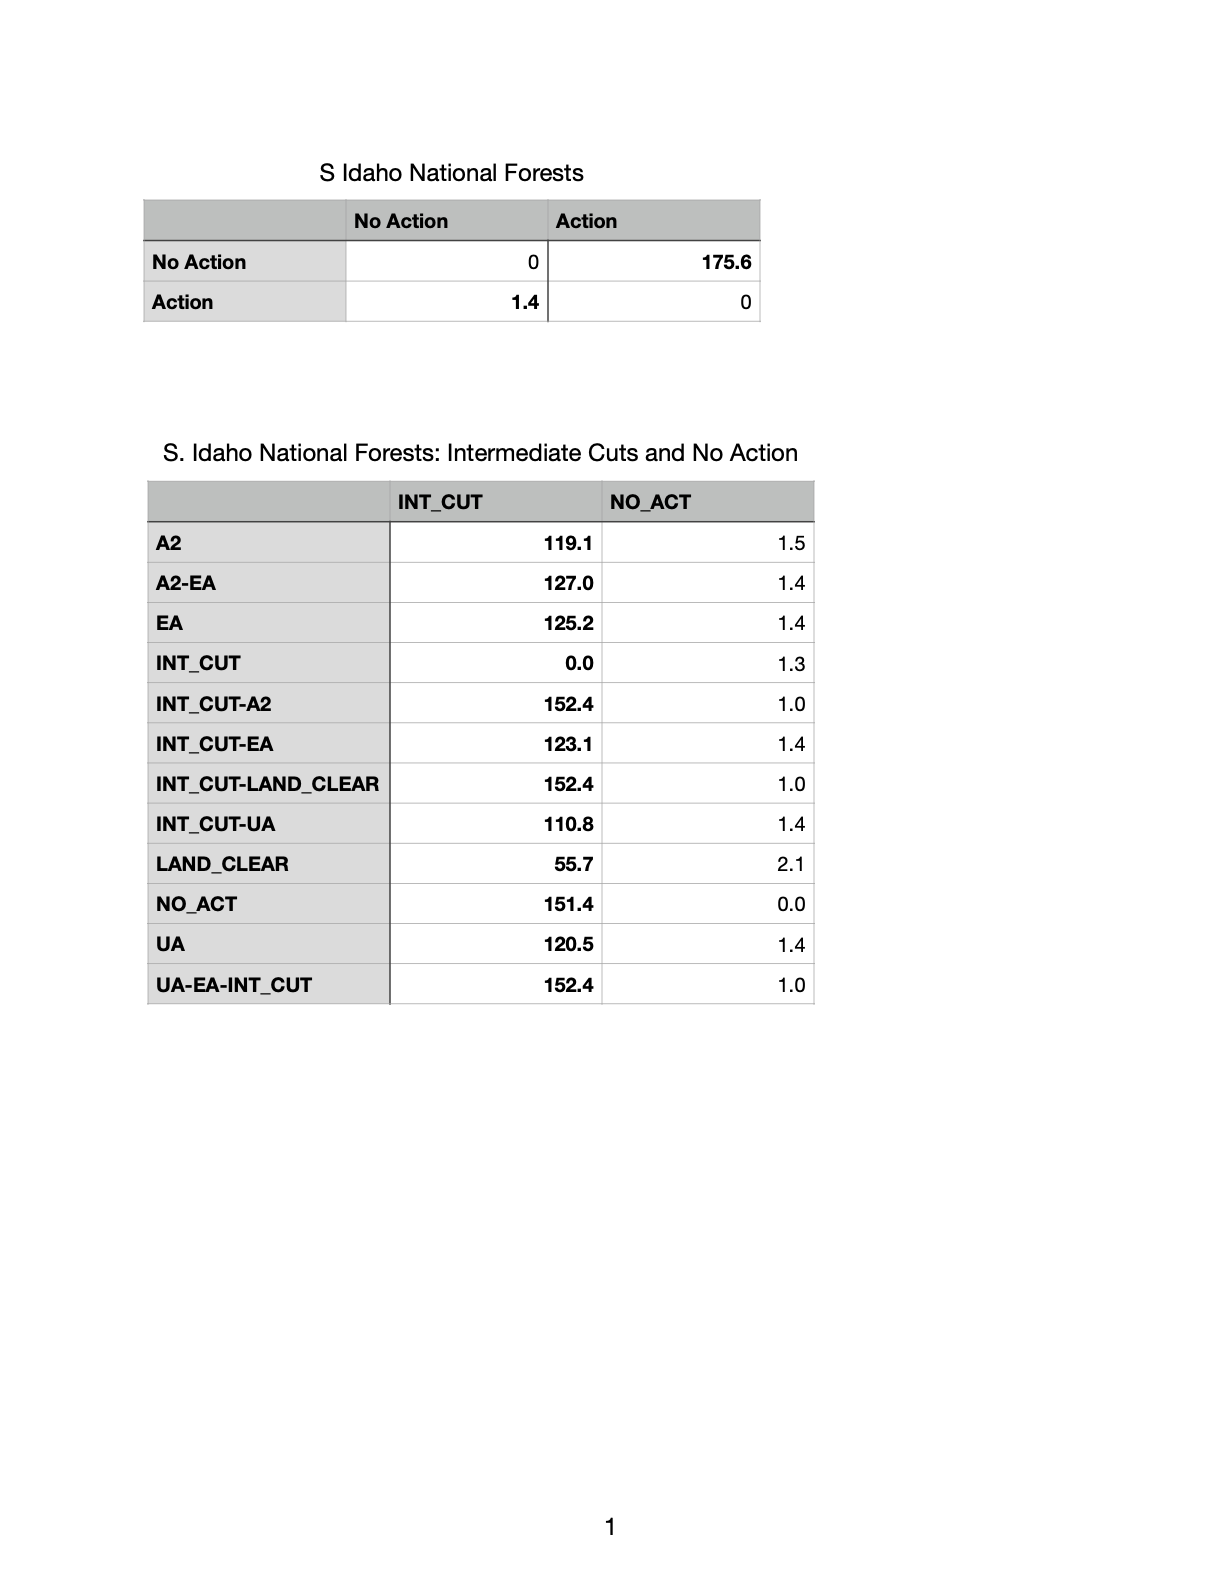 S Idaho National Forests
No Action Action
No Action 0 175.6
Action 1.4 0
S. Idaho National Forests: Intermediate Cuts and No Action
INT_CUT NO_ACT
A2 119.1 1.5
A2-EA 127.0 1.4
EA 125.2 1.4
INT_CUT 0.0 1.3
INT_CUT-A2 152.4 1.0
INT_CUT-EA 123.1 1.4
INT_CUT-LAND_CLEAR 152.4 1.0
INT_CUT-UA 110.8 1.4
LAND_CLEAR 55.7 2.1
NO_ACT 151.4 0.0
UA 120.5 1.4
UA-EA-INT_CUT 152.4 1.0
1